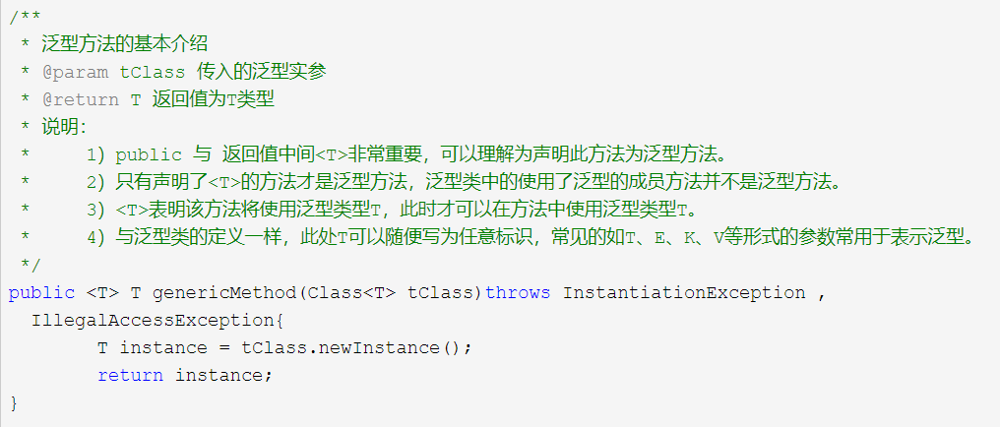 /**
 * 泛型方法的基本介绍
 * @param tClass 传入的泛型实参
 * @return T 返回值为T类型
 * 说明：
 *     1) public 与 返回值中间<T>非常重要，可以理解为声明此方法为泛型方法。
 *     2) 只有声明了<T>的方法才是泛型方法，泛型类中的使用了泛型的成员方法并不是泛型方法。
 *     3) <T>表明该方法将使用泛型类型T，此时才可以在方法中使用泛型类型T。
 *     4) 与泛型类的定义一样，此处T可以随便写为任意标识，常见的如T、E、K、V等形式的参数常用于表示泛型。
 */
public <T> T genericMethod(Class<T> tClass)throws InstantiationException ,
  IllegalAccessException{
        T instance = tClass.newInstance();
        return instance;
}